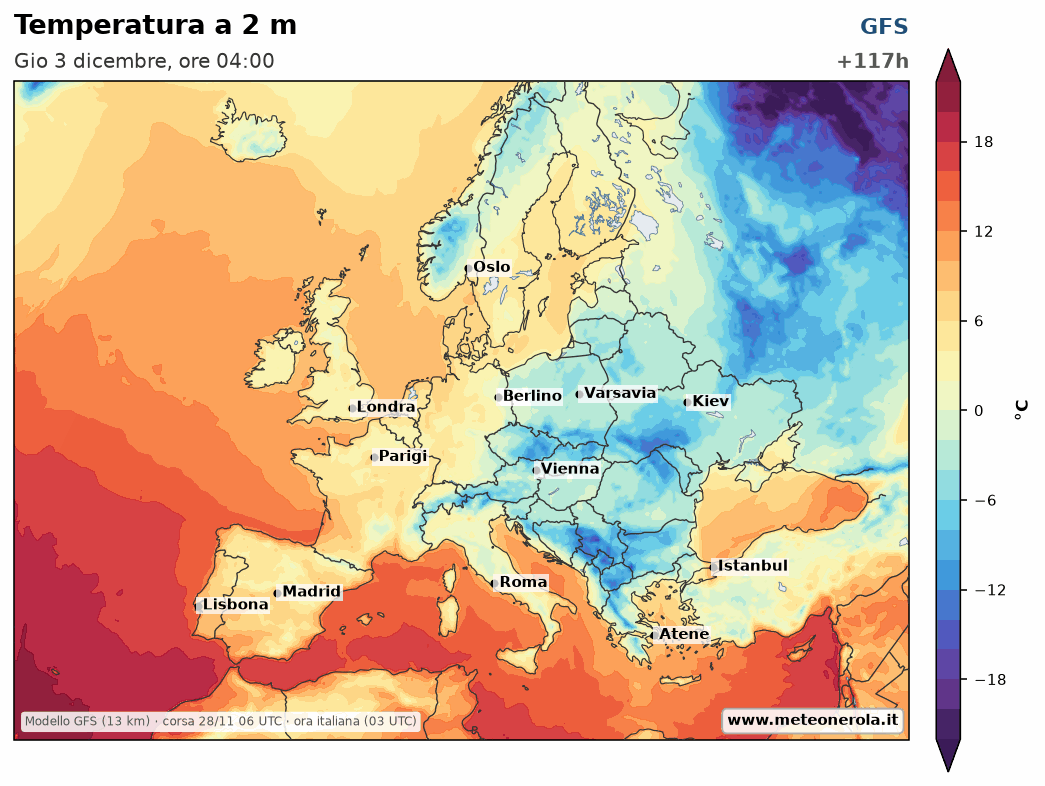 Temperatura a 2 m
GFS
Gio 3 dicembre, ore 04:00
+117h
18
12
6
0
−6
−12
−18
°C
Oslo
Berlino
Varsavia
Kiev
Londra
Parigi
Vienna
Istanbul
Roma
Madrid
Lisbona
Atene
Modello GFS (13 km) · corsa 28/11 06 UTC · ora italiana (03 UTC)
www.meteonerola.it